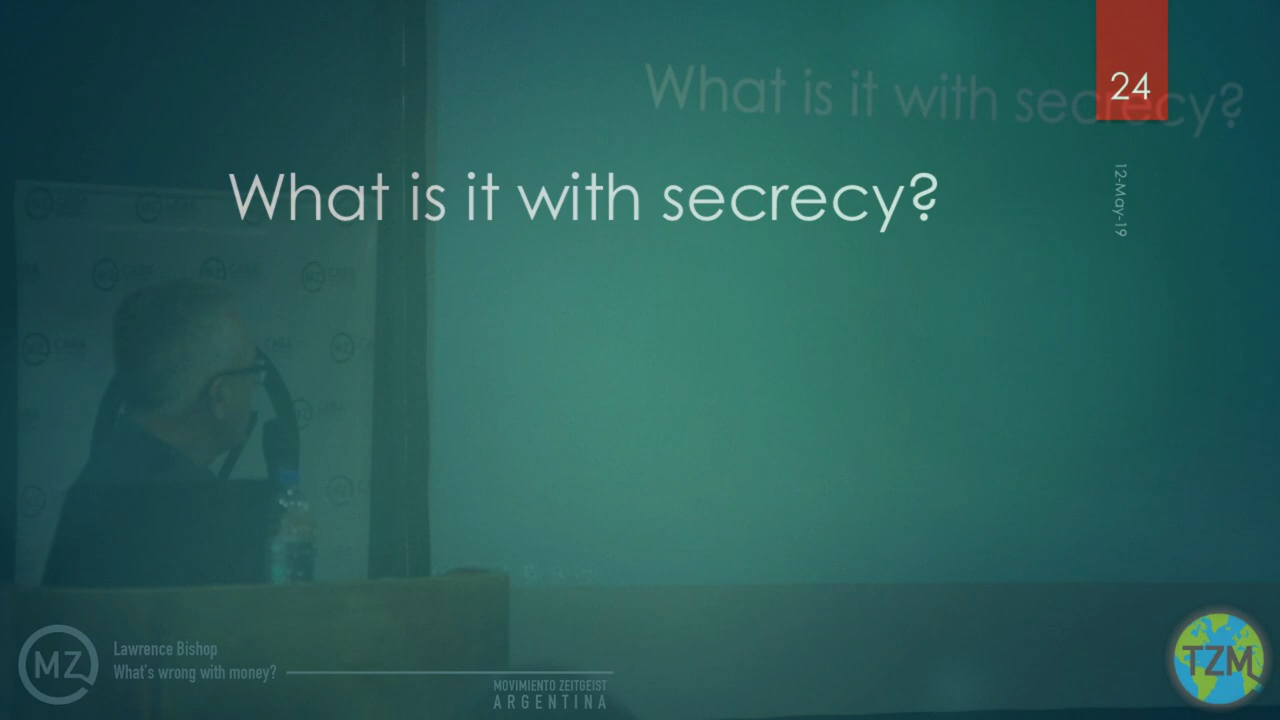 What is it with secrecy?
24
What is it with secrecy?
12-May-19
MZ
Lawrence Bishop
What's wrong with money?
MOVIMIENTO ZEITGEIST
ARGENTINA
TZM